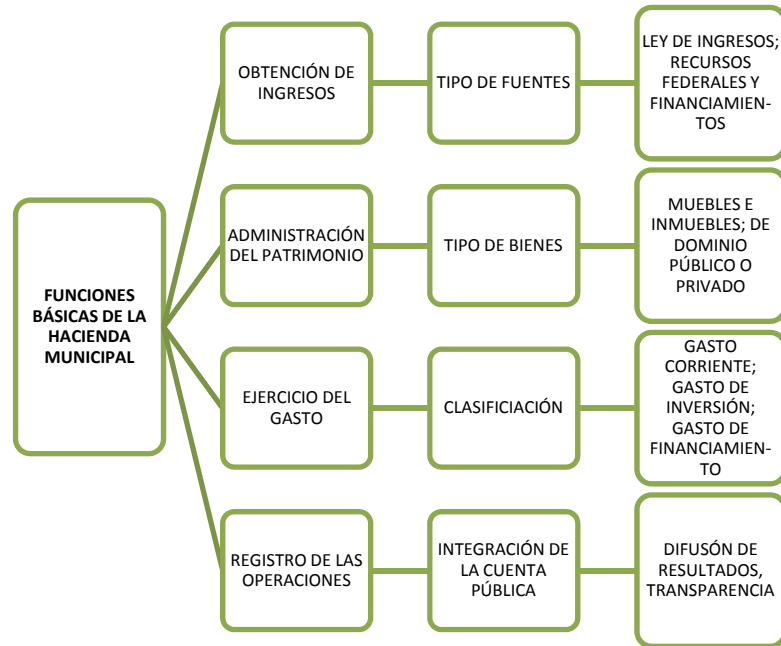 FUNCIONES
BÁSICAS DE LA
HACIENDA
MUNICIPAL
OBTENCIÓN DE
INGRESOS
TIPO DE FUENTES
LEY DE INGRESOS;
RECURSOS
FEDERALES Y
FINANCIAMIEN-
TOS
ADMINISTRACIÓN
DEL PATRIMONIO
TIPO DE BIENES
MUEBLES E
INMUEBLES; DE
DOMINIO
PÚBLICO O
PRIVADO
EJERCICIO DEL
GASTO
CLASIFICIACIÓN
GASTO
CORRIENTE;
GASTO DE
INVERSIÓN;
GASTO DE
FINANCIAMIEN-
TO
REGISTRO DE LAS
OPERACIONES
INTEGRACIÓN DE
LA CUENTA
PÚBLICA
DIFUSÓN DE
RESULTADOS,
TRANSPARENCIA